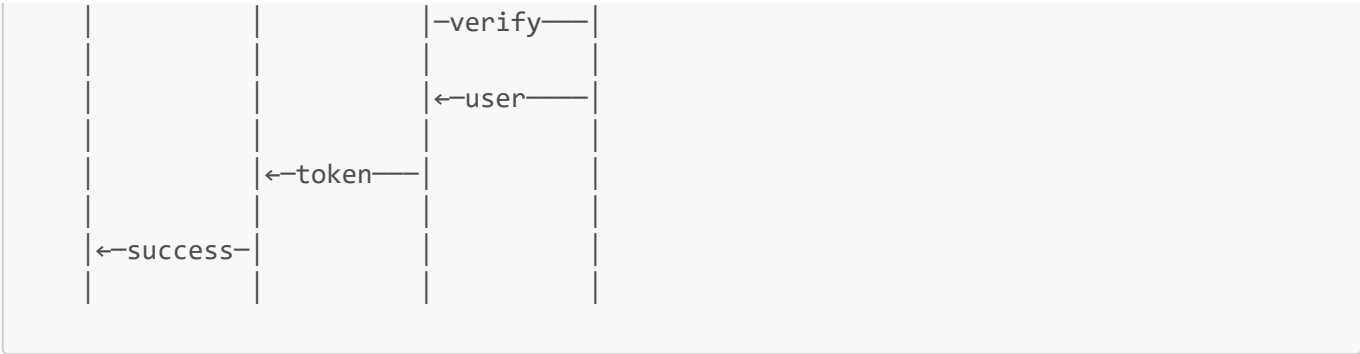 |          |          |─verify───|
|          |          |          |
|          |          |←─user────|
|          |          |          |
|          |←─token───|          |
|          |          |          |
|←─success─|          |          |
|          |          |          |